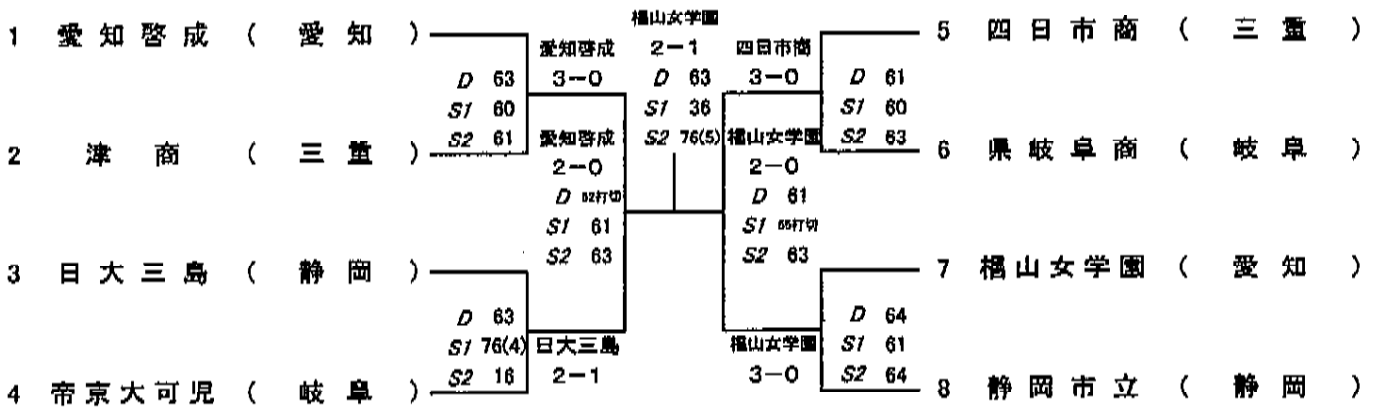 1 愛知啓成 ( 愛知 )
2 津商 ( 三重 )
3 日大三島 ( 静岡 )
4 帝京大可児 ( 岐阜 )
D 63
S1 60
S2 61
D 63
S1 76(4)
S2 16
愛知啓成
3-0
愛知啓成
2-0
D 52打切
S1 61
S2 63
日大三島
2-1
椙山女学園
2-1
D 63
S1 36
S2 76(5)
四日市商
3-0
椙山女学園
2-0
D 61
S1 55打切
S2 63
椙山女学園
3-0
D 61
S1 60
S2 63
D 64
S1 61
S2 64
5 四日市商 ( 三重 )
6 県岐阜商 ( 岐阜 )
7 椙山女学園 ( 愛知 )
8 静岡市立 ( 静岡 )